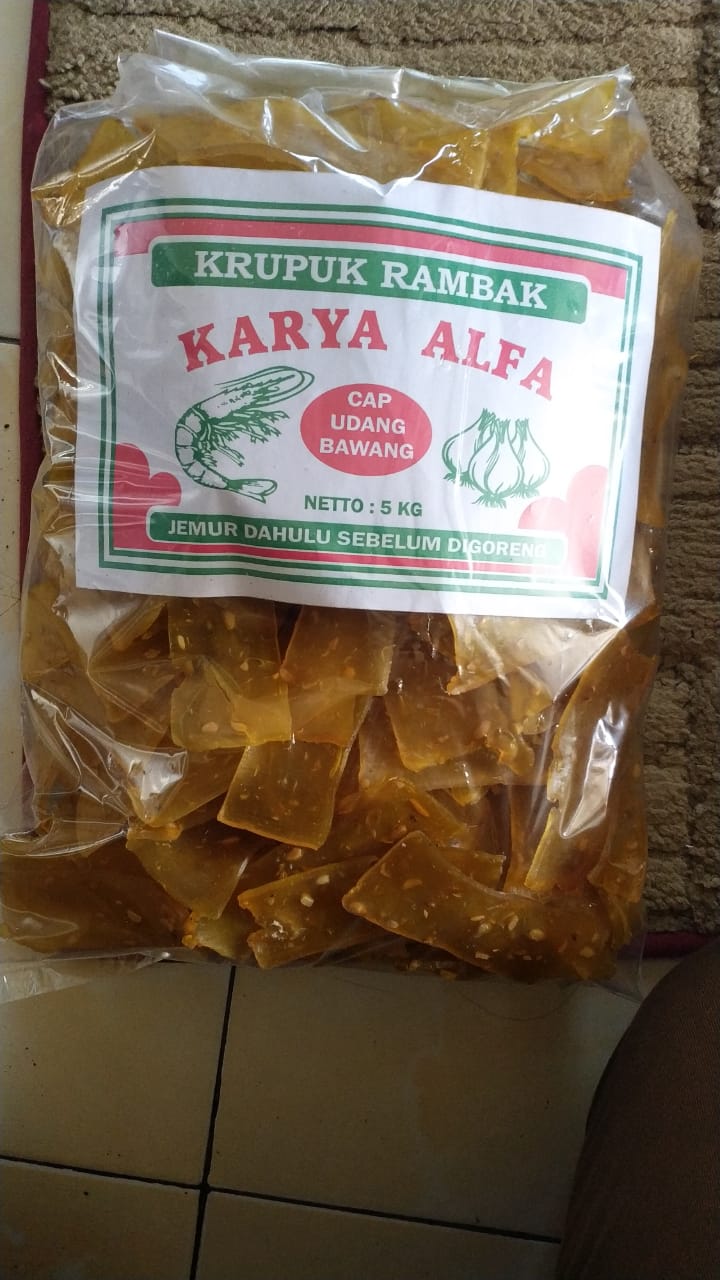 KRUPUK RAMBAK
KARYA ALFA
CAP
UDANG
BAWANG
NETTO : 5 KG
JEMUR DAHULU SEBELUM DIGORENG